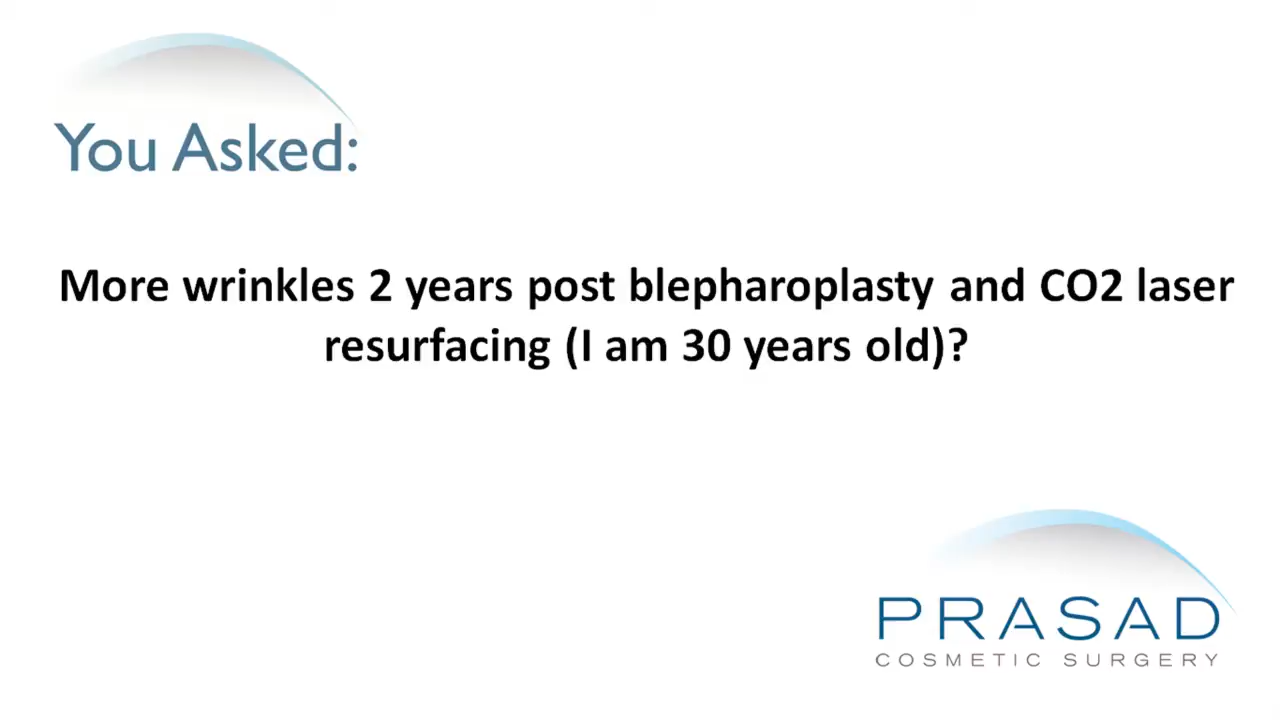 You Asked:
More wrinkles 2 years post blepharoplasty and CO2 laser
resurfacing (I am 30 years old)?
PRASAD
COSMETIC SURGERY